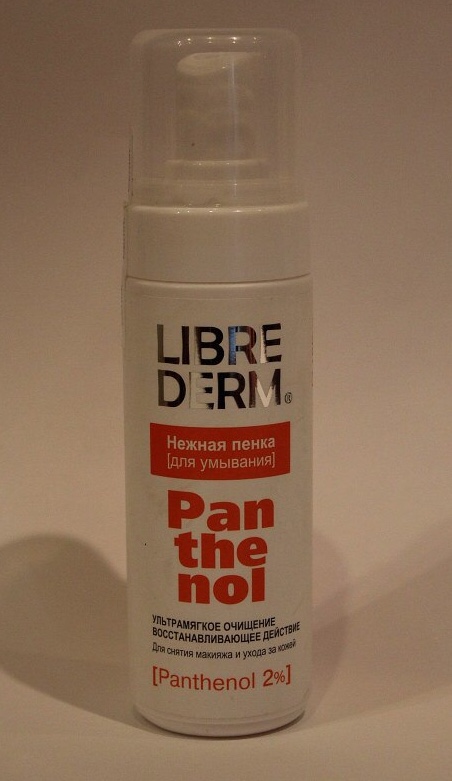 LIBRE
DERM®
Нежная пенка
[для умывания]
Pan
the
nol
УЛЬТРАМЯГКОЕ ОЧИЩЕНИЕ
ВОССТАНАВЛИВАЮЩЕЕ ДЕЙСТВИЕ
Для снятия макияжа и ухода за кожей
[Panthenol 2%]